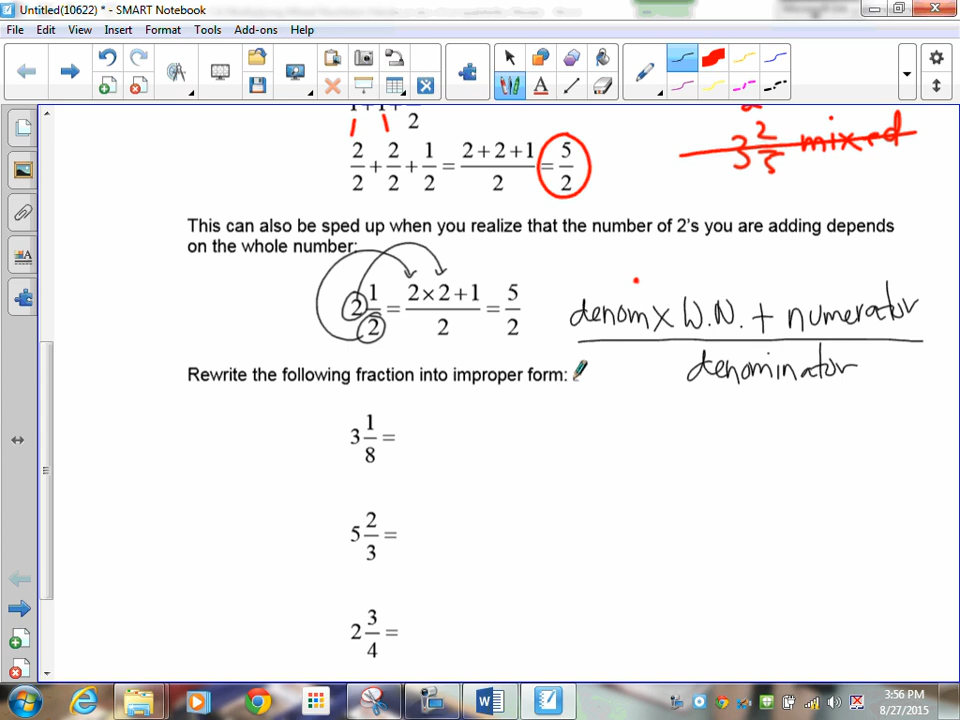 Untitled(10622) * - SMART Notebook
File Edit View Insert Format Tools Add-ons Help
1 1 2
2/2 + 2/2 + 1/2 = 2 + 2 + 1/2 = 5/2
3 2/5 mixed
This can also be sped up when you realize that the number of 2's you are adding depends
on the whole number:
2 1/2 = 2 × 2 + 1/2 = 5/2
denom x W.N. + numerator
denominator
Rewrite the following fraction into improper form:
3 1/8 =
5 2/3 =
2 3/4 =
3:56 PM
8/27/2015